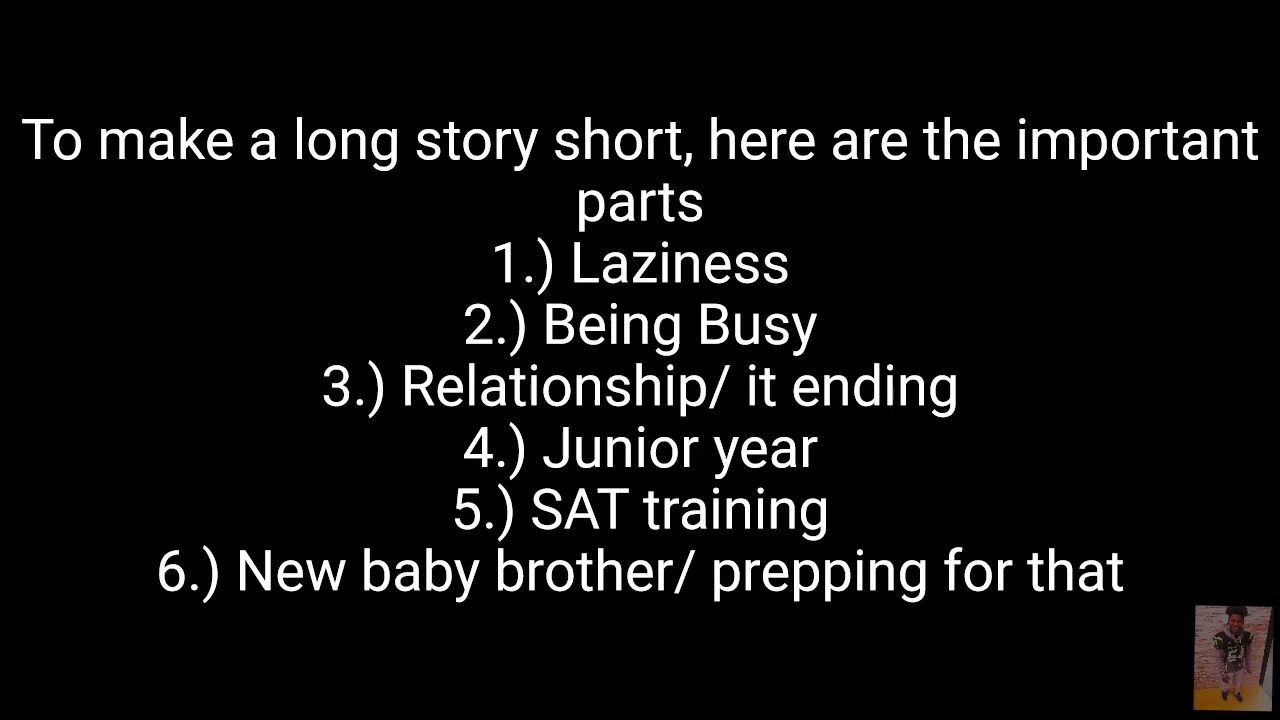 To make a long story short, here are the important
parts
1.) Laziness
2.) Being Busy
3.) Relationship/ it ending
4.) Junior year
5.) SAT training
6.) New baby brother/ prepping for that